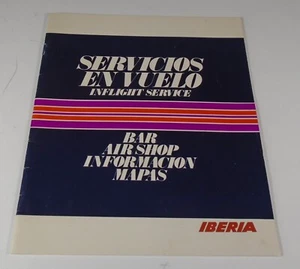 SERVICIOS
EN VUELO
INFLIGHT SERVICE
BAR
AIR SHOP
INFORMACION
MAPAS
IBERIA